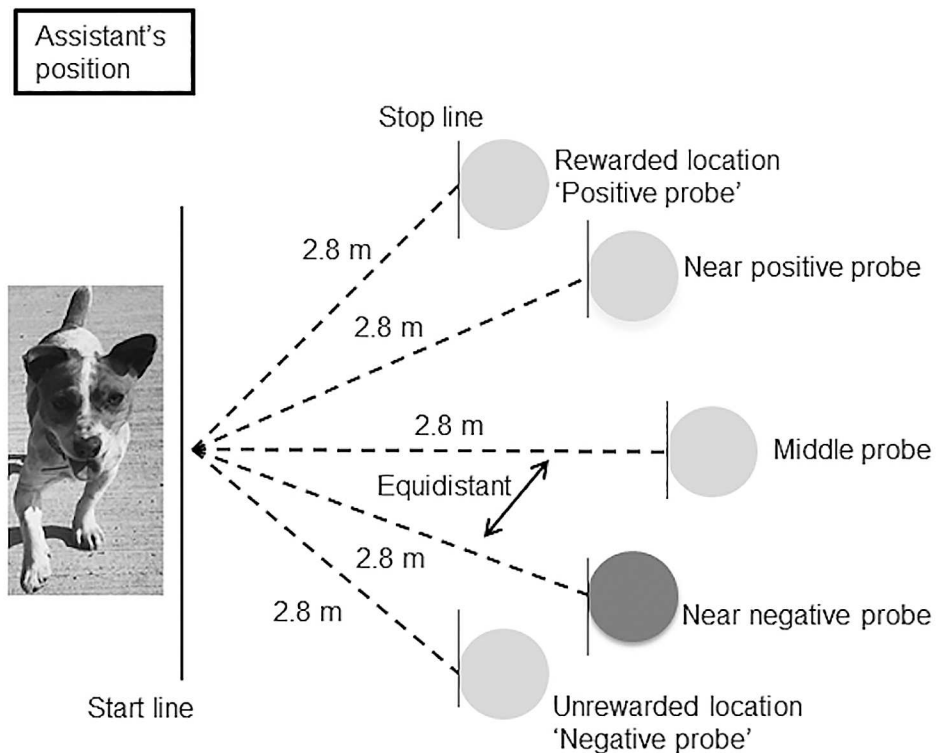 Assistant's
position
Stop line
Rewarded location
‘Positive probe’
2.8 m
Near positive probe
2.8 m
2.8 m
Middle probe
Equidistant
2.8 m
Near negative probe
2.8 m
Start line
Unrewarded location
‘Negative probe’